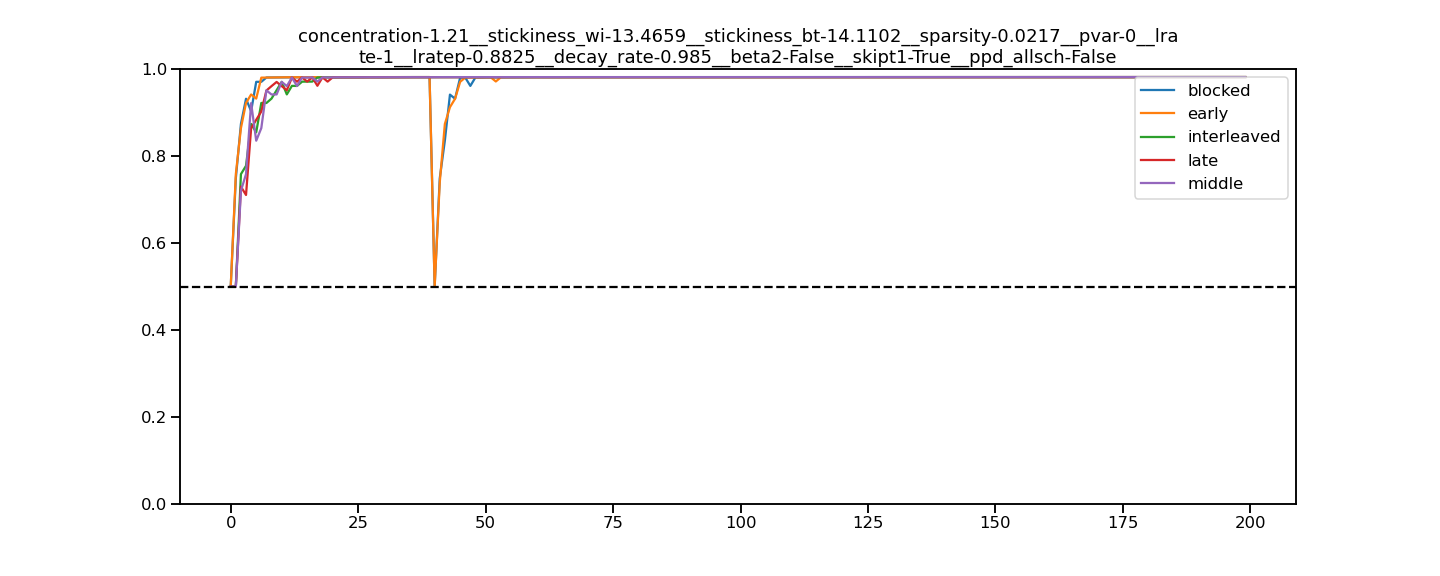 concentration-1.21__stickiness_wi-13.4659__stickiness_bt-14.1102__sparsity-0.0217__pvar-0__lra
te-1__lratep-0.8825__decay_rate-0.985__beta2-False__skipt1-True__ppd_allsch-False
1.0
0.8
0.6
0.4
0.2
0.0
blocked
early
interleaved
late
middle
0 25 50 75 100 125 150 175 200